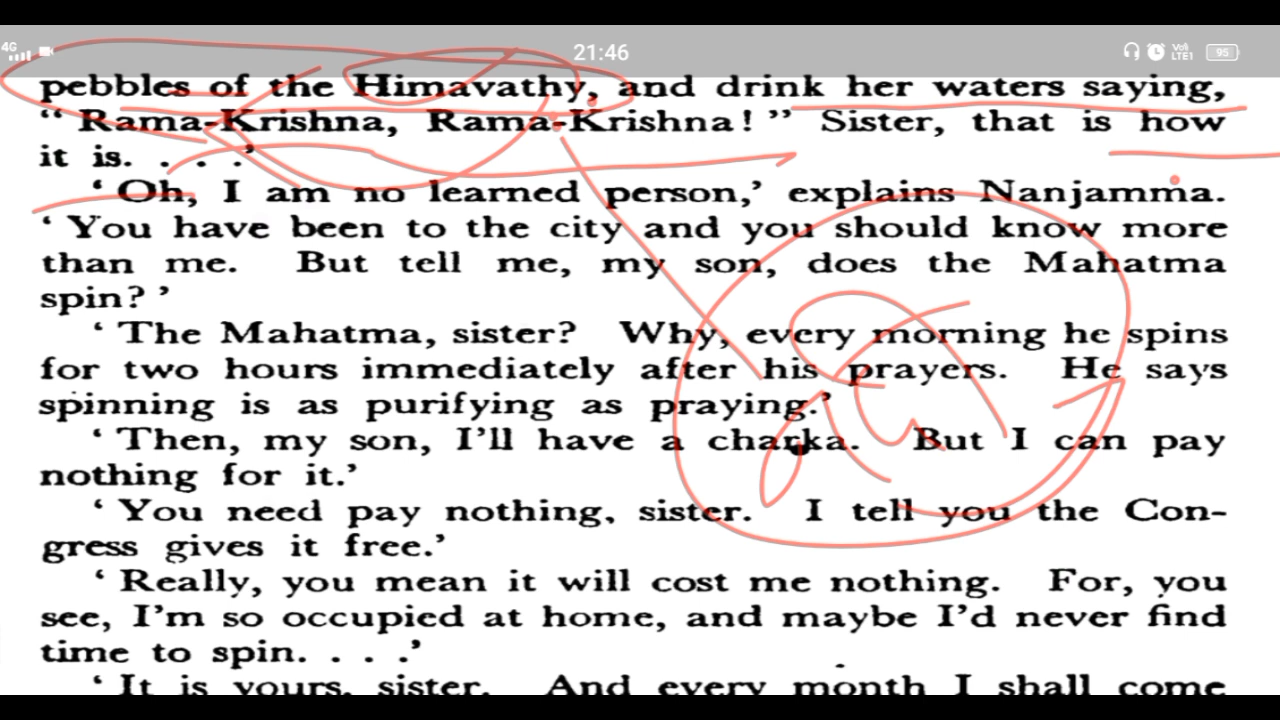 4G
21:46
VoLTE1
95
pebbles of the Himavathy, and drink her waters saying,
“ Rama-Krishna, Rama-Krishna! ” Sister, that is how
it is. . . .’
‘ Oh, I am no learned person,’ explains Nanjamma.
‘ You have been to the city and you should know more
than me. But tell me, my son, does the Mahatma
spin? ’
‘ The Mahatma, sister? Why, every morning he spins
for two hours immediately after his prayers. He says
spinning is as purifying as praying.’
‘ Then, my son, I’ll have a charka. But I can pay
nothing for it.’
‘ You need pay nothing, sister. I tell you the Con-
gress gives it free.’
‘ Really, you mean it will cost me nothing. For, you
see, I’m so occupied at home, and maybe I’d never find
time to spin. . . .’
‘ It is yours, sister. And every month I shall come